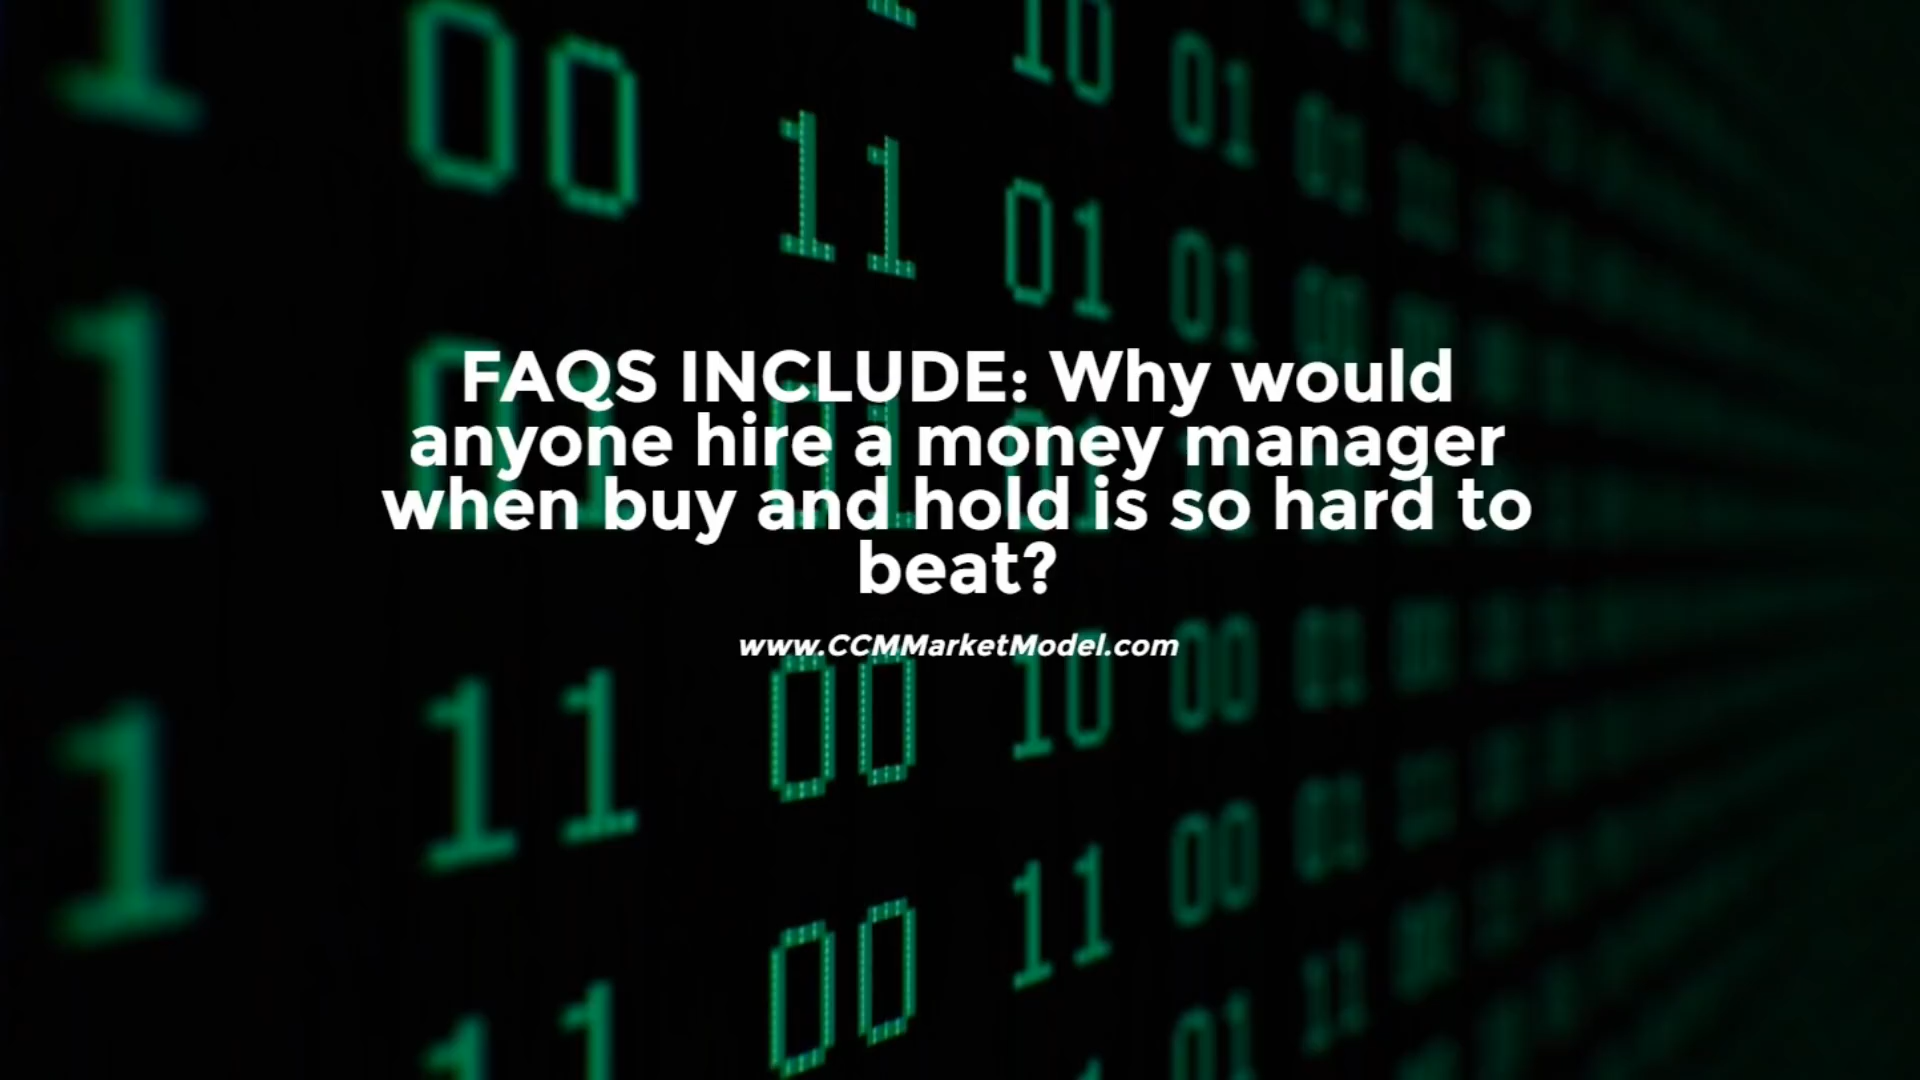 FAQS INCLUDE: Why would
anyone hire a money manager
when buy and hold is so hard to
beat?
www.CCMMarketModel.com